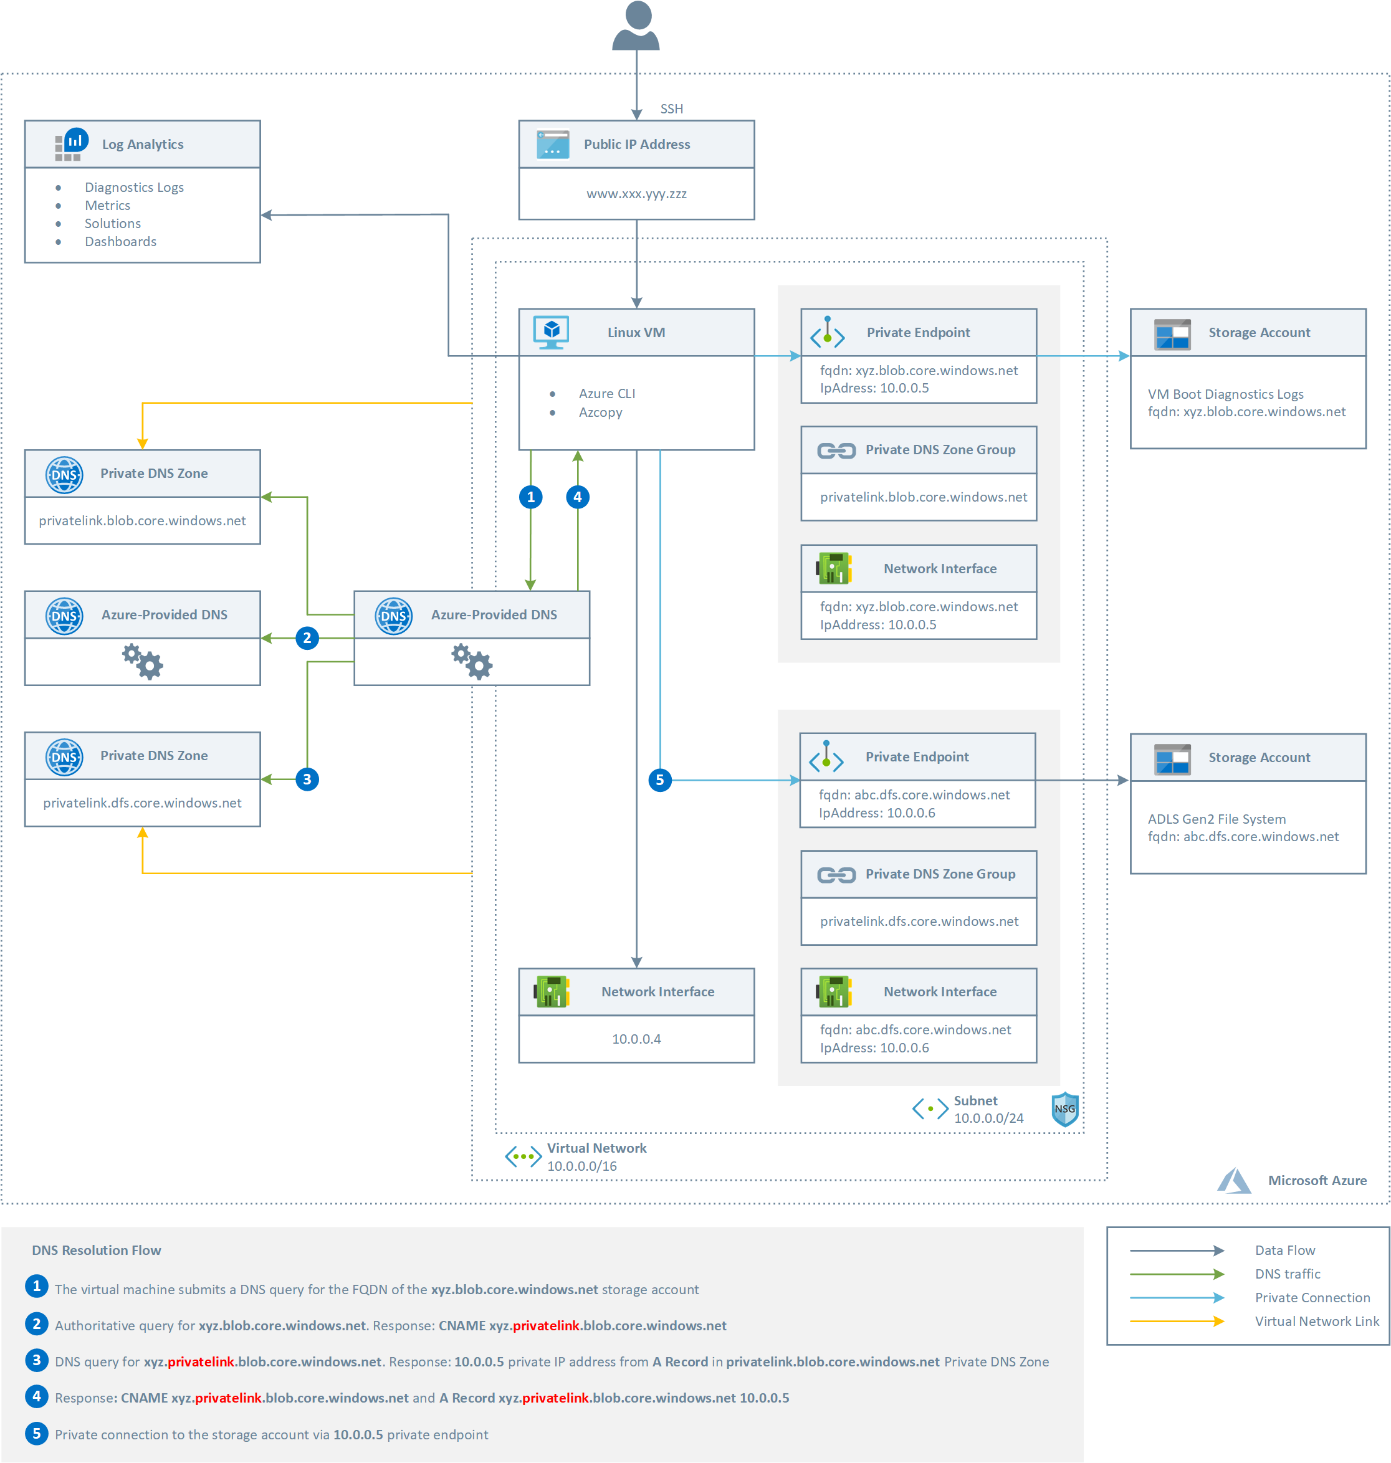 SSH
Log Analytics
Diagnostics Logs
Metrics
Solutions
Dashboards
Public IP Address
www.xxx.yyy.zzz
Linux VM
Azure CLI
Azcopy
Private Endpoint
fqdn: xyz.blob.core.windows.net
IpAdress: 10.0.0.5
Storage Account
VM Boot Diagnostics Logs
fqdn: xyz.blob.core.windows.net
Private DNS Zone Group
privatelink.blob.core.windows.net
Network Interface
fqdn: xyz.blob.core.windows.net
IpAddress: 10.0.0.5
DNS
Private DNS Zone
privatelink.blob.core.windows.net
1
4
DNS
Azure-Provided DNS
2
DNS
Azure-Provided DNS
DNS
Private DNS Zone
privatelink.dfs.core.windows.net
3
5
Private Endpoint
fqdn: abc.dfs.core.windows.net
IpAddress: 10.0.0.6
Storage Account
ADLS Gen2 File System
fqdn: abc.dfs.core.windows.net
Private DNS Zone Group
privatelink.dfs.core.windows.net
Network Interface
10.0.0.4
Network Interface
fqdn: abc.dfs.core.windows.net
IpAdress: 10.0.0.6
Subnet
10.0.0.0/24
NSG
Virtual Network
10.0.0.0/16
Microsoft Azure
DNS Resolution Flow
1 The virtual machine submits a DNS query for the FQDN of the xyz.blob.core.windows.net storage account
2 Authoritative query for xyz.blob.core.windows.net. Response: CNAME xyz.privatelink.blob.core.windows.net
3 DNS query for xyz.privatelink.blob.core.windows.net. Response: 10.0.0.5 private IP address from A Record in privatelink.blob.core.windows.net Private DNS Zone
4 Response: CNAME xyz.privatelink.blob.core.windows.net and A Record xyz.privatelink.blob.core.windows.net 10.0.0.5
5 Private connection to the storage account via 10.0.0.5 private endpoint
Data Flow
DNS traffic
Private Connection
Virtual Network Link